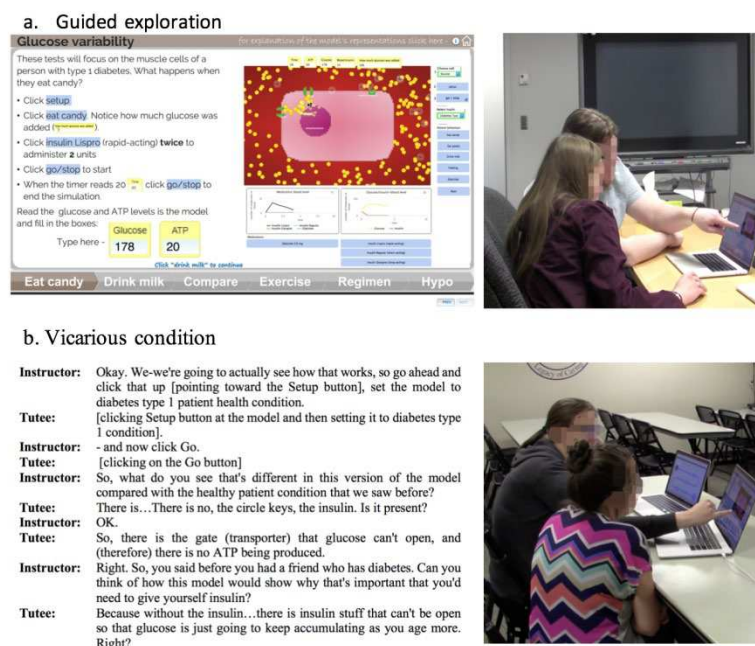 a. Guided exploration
Glucose variability
for explanation of the model's representations click here -
These tests will focus on the muscle cells of a
person with type 1 diabetes. What happens when
they eat candy?
• Click setup
• Click eat candy. Notice how much glucose was
added
• Click insulin Lispro (rapid-acting) twice to
administer 2 units
• Click go/stop to start
• When the timer reads 20 click go/stop to
end the simulation.
Read the glucose and ATP levels is the model
and fill in the boxes:
Glucose ATP
Type here - 178 20
Click "drink milk" to continue
Eat candy Drink milk Compare Exercise Regimen Hypo
b. Vicarious condition
Instructor: Okay. We-we're going to actually see how that works, so go ahead and
click that up [pointing toward the Setup button], set the model to
diabetes type 1 patient health condition.
Tutee: [clicking Setup button at the model and then setting it to diabetes type
1 condition].
Instructor: - and now click Go.
Tutee: [clicking on the Go button]
Instructor: So, what do you see that's different in this version of the model
compared with the healthy patient condition that we saw before?
Tutee: There is…There is no, the circle keys, the insulin. Is it present?
Instructor: OK.
Tutee: So, there is the gate (transporter) that glucose can't open, and
(therefore) there is no ATP being produced.
Instructor: Right. So, you said before you had a friend who has diabetes. Can you
think of how this model would show why that's important that you'd
need to give yourself insulin?
Tutee: Because without the insulin…there is insulin stuff that can't be open
so that glucose is just going to keep accumulating as you age more.
Right?